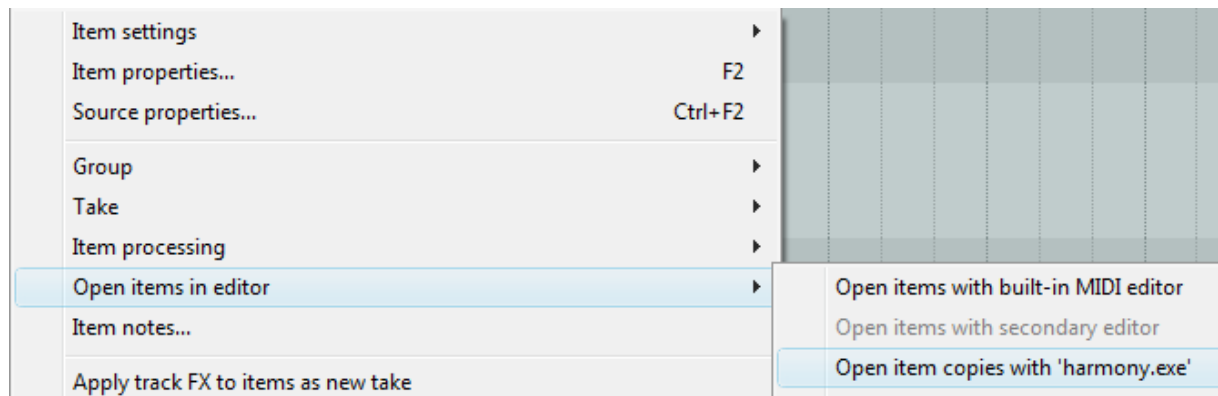 Item settings
Item properties... F2
Source properties... Ctrl+F2
Group
Take
Item processing
Open items in editor
Item notes...
Apply track FX to items as new take
Open items with built-in MIDI editor
Open items with secondary editor
Open item copies with 'harmony.exe'